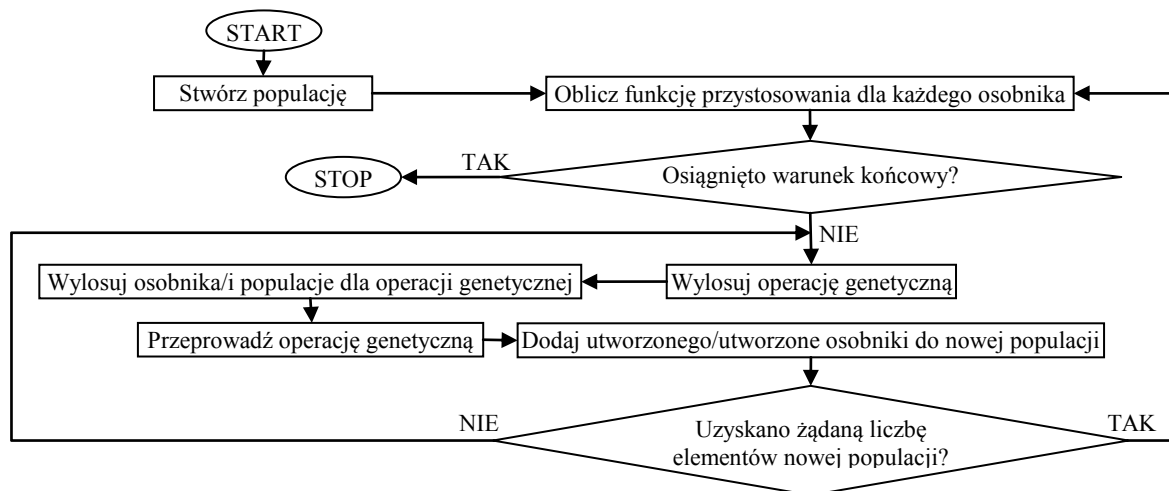 START
Stwórz populację
Oblicz funkcję przystosowania dla każdego osobnika
TAK
STOP
Osiągnięto warunek końcowy?
NIE
Wylosuj osobnika/i populacje dla operacji genetycznej
Wylosuj operację genetyczną
Przeprowadź operację genetyczną
Dodaj utworzonego/utworzone osobniki do nowej populacji
NIE
Uzyskano żądaną liczbę
elementów nowej populacji?
TAK